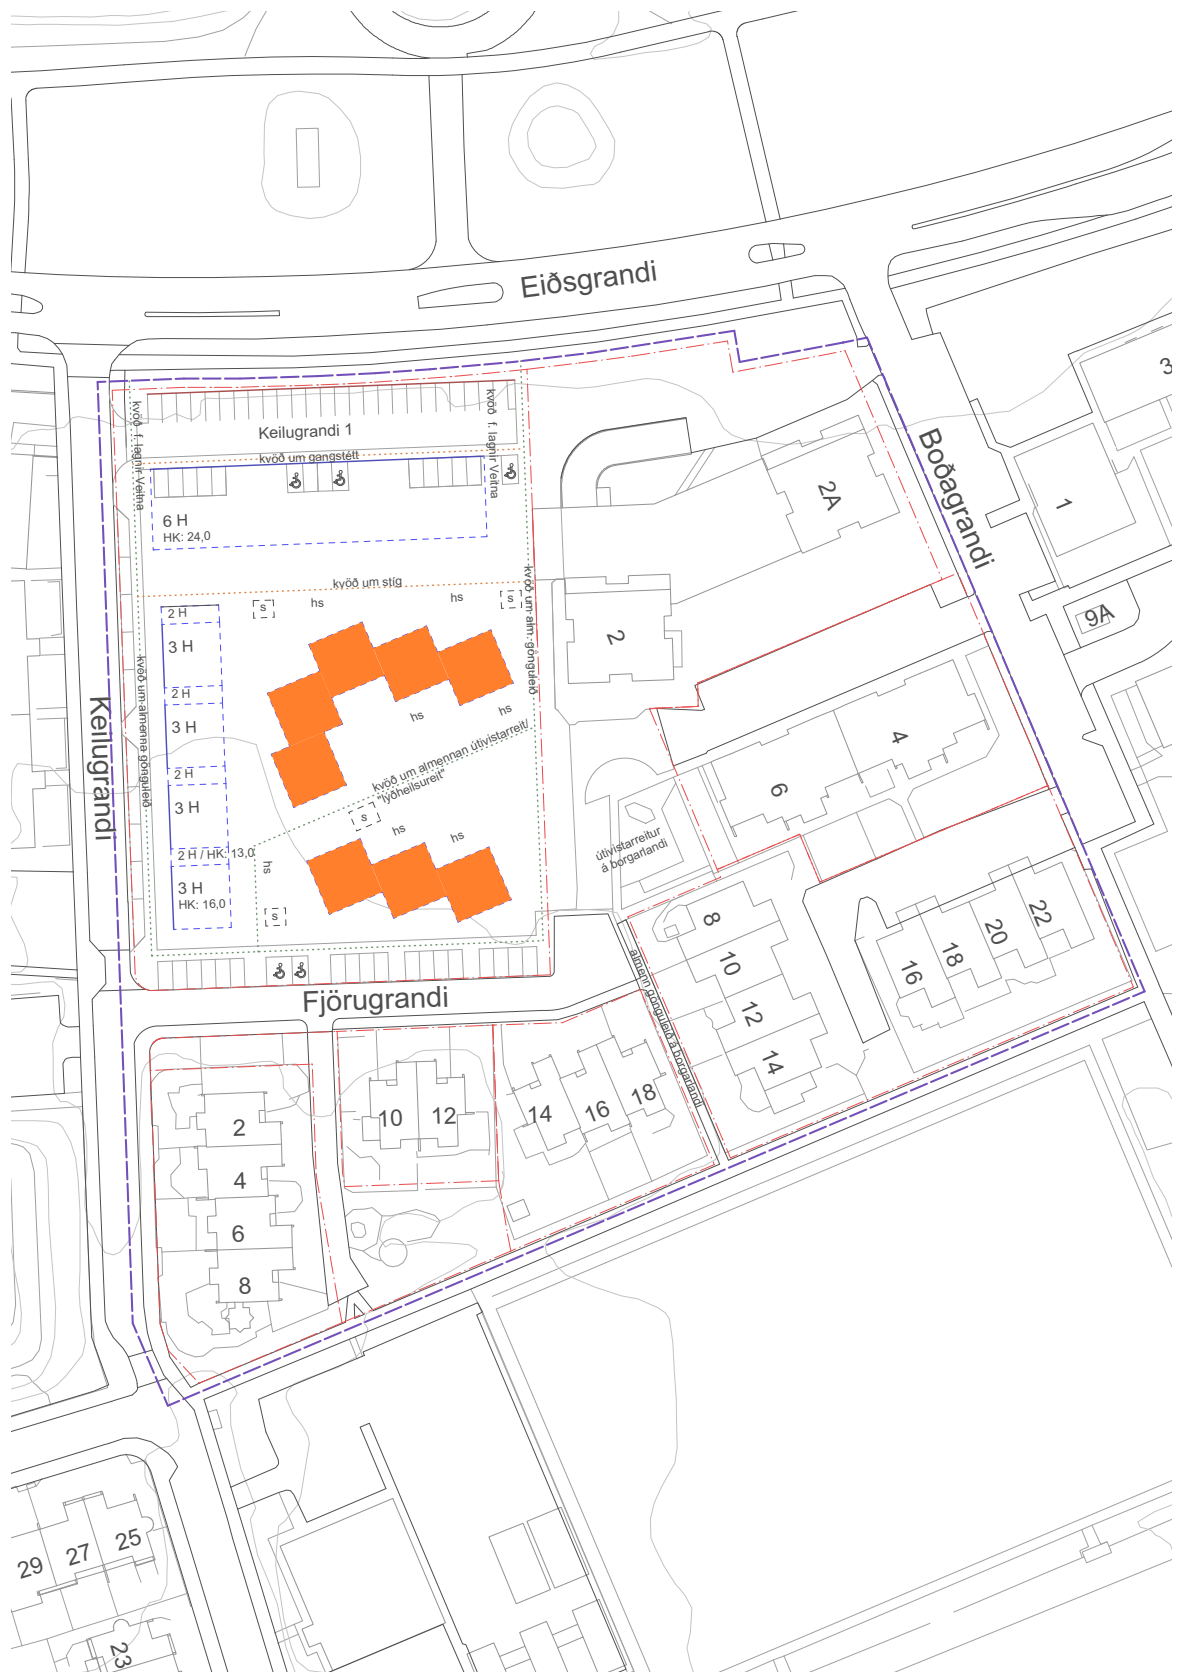 Eiðsgrandi
Boðagrandi
Keilugrandi
Fjörugrandi
Keilugrandi 1
kvöð f. lagnir Veitna
kvöð f. lagnir Veitna
kvöð um gangstétt
6 H
HK: 24,0
kvöð um stíg
s
hs
hs
s
2 H
3 H
2 H
3 H
2 H
3 H
2 H / HK: 13,0
3 H
HK: 16,0
kvöð um almenna gönguleið
kvöð um alm. gönguleið
hs
hs
kvöð um almennan útivistarreit/
"lýðheilsureit"
s
hs
hs
hs
s
útivistarreitur
á borgarlandi
almenn gönguleið á borgarlandi
2A
2
4
6
1
3
9A
8
10
12
14
16
18
20
22
2
4
6
8
10
12
14
16
18
29
27
25
23